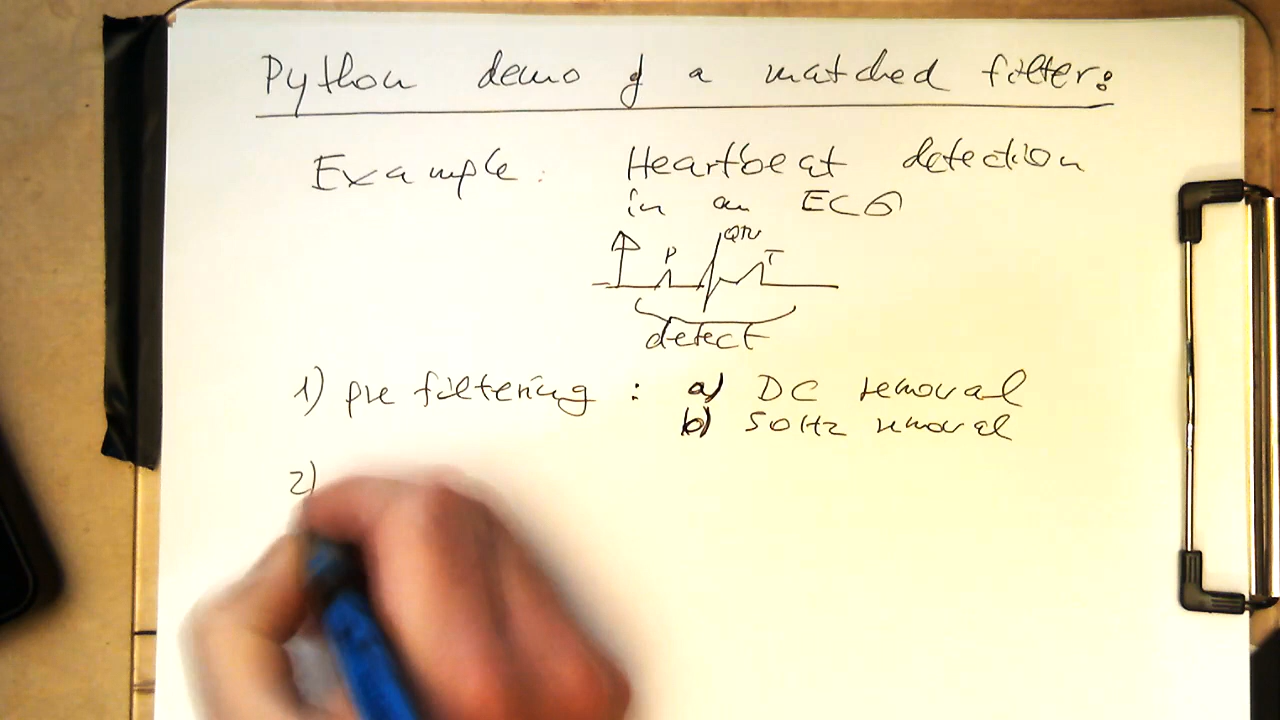 Python demo of a matched filter:
Example: Heartbeat detection
in an ECG
P QRS T
detect
1) pre filtering : a) DC removal
b) 50Hz removal
2)